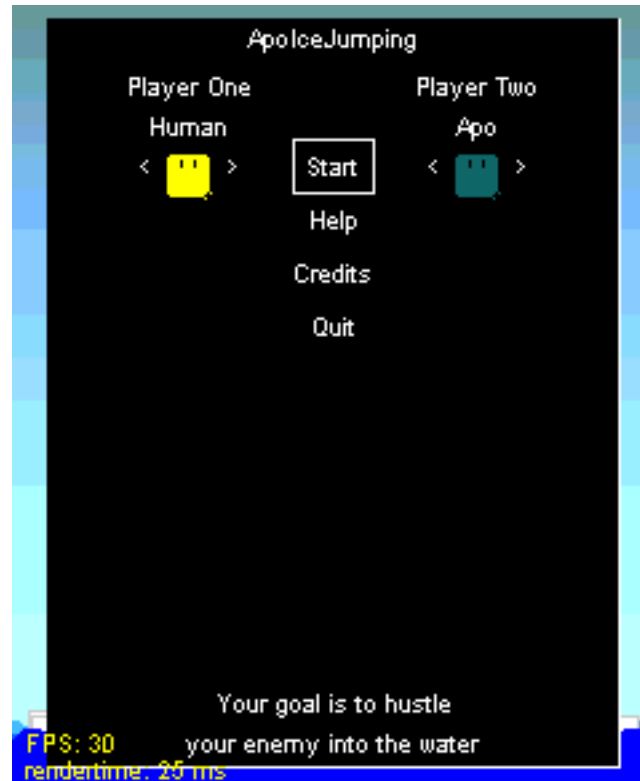 ApoIceJumping
Player One Player Two
Human Apo
< > Start < >
Help
Credits
Quit
Your goal is to hustle
FPS: 30 your enemy into the water
rendertime: 25 ms